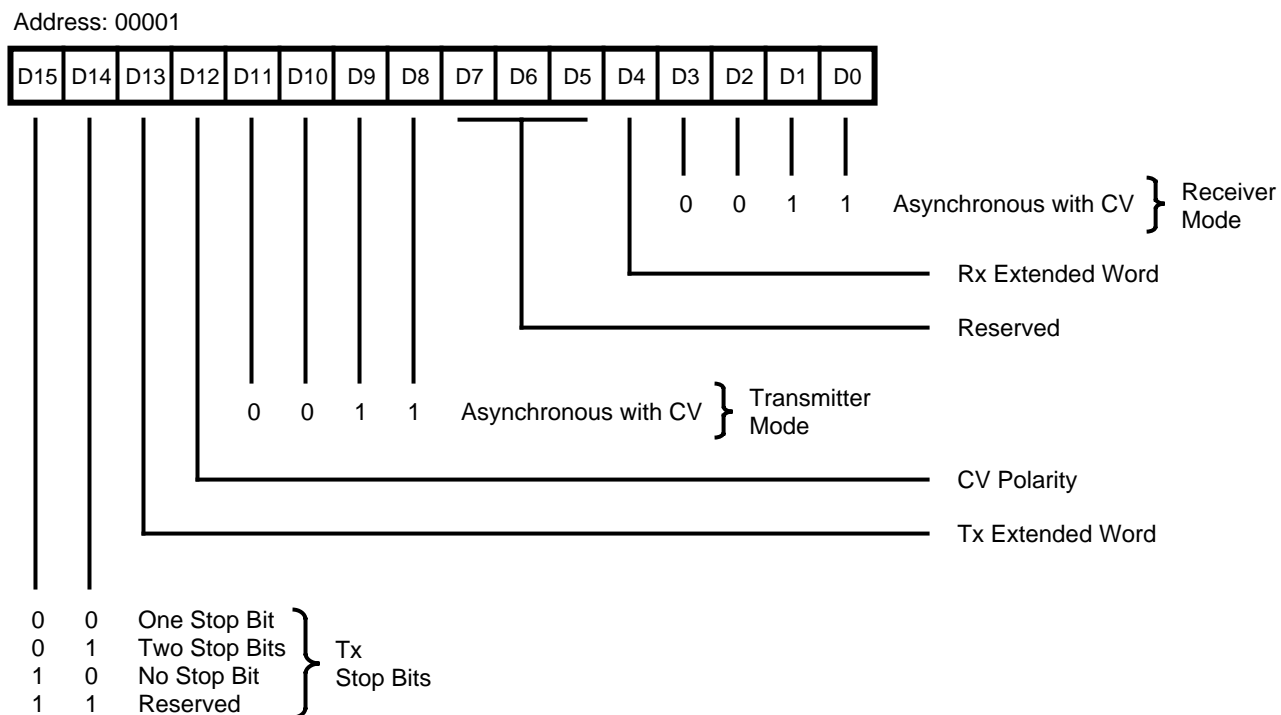 Address: 00001
D15 D14 D13 D12 D11 D10 D9 D8 D7 D6 D5 D4 D3 D2 D1 D0
0 0 1 1 Asynchronous with CV
Receiver
Mode
Rx Extended Word
Reserved
0 0 1 1 Asynchronous with CV
Transmitter
Mode
CV Polarity
Tx Extended Word
0 0 One Stop Bit
0 1 Two Stop Bits
1 0 No Stop Bit
1 1 Reserved
Tx
Stop Bits